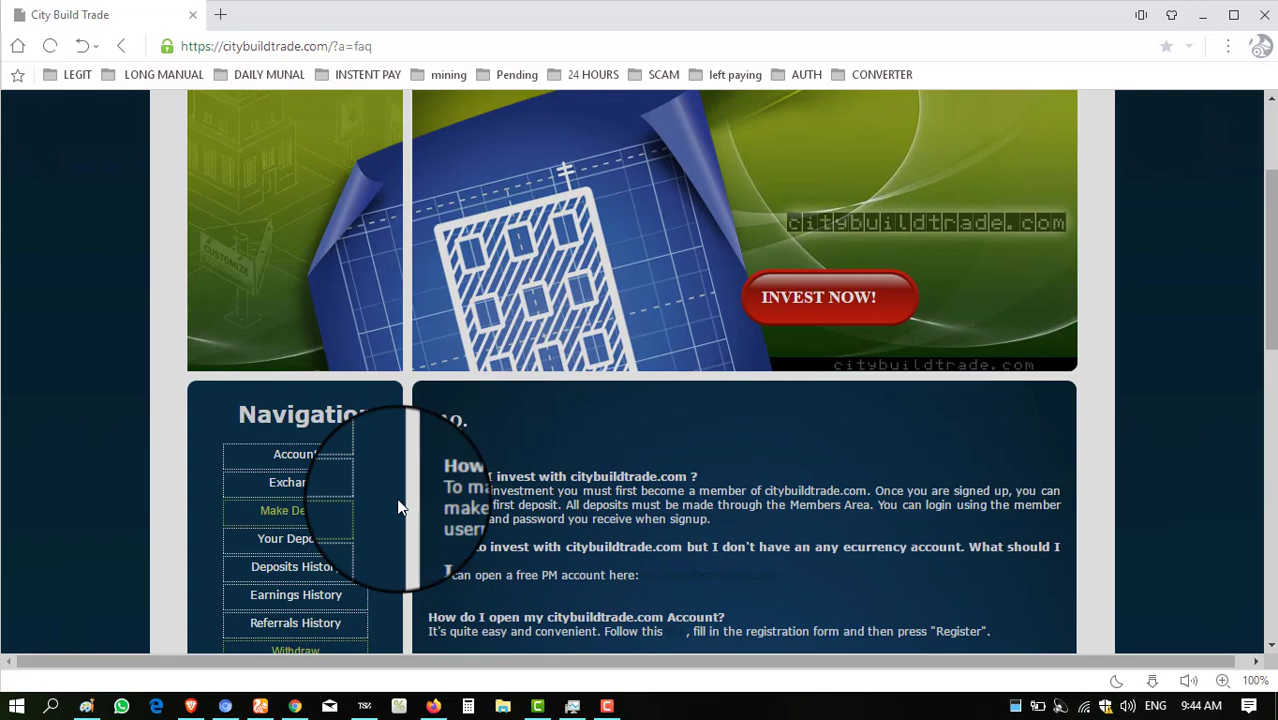 City Build Trade
https://citybuildtrade.com/?a=faq
LEGIT LONG MANUAL DAILY MUNAL INSTENT PAY mining Pending 24 HOURS SCAM left paying AUTH CONVERTER
CUSTOMIZE
citybuildtrade.com
INVEST NOW!
citybuildtrade.com
Navigation
Account
Exchan
Make De
Your Depo
Deposits Histor
Earnings History
Referrals History
Withdraw
AQ.
How I invest with citybuildtrade.com ?
To ma investment you must first become a member of citybuildtrade.com. Once you are signed up, you can
make first deposit. All deposits must be made through the Members Area. You can login using the member
usern and password you receive when signup.
to invest with citybuildtrade.com but I don't have an any ecurrency account. What should I
can open a free PM account here:
How do I open my citybuildtrade.com Account?
It's quite easy and convenient. Follow this , fill in the registration form and then press "Register".
100%
9:44 AM